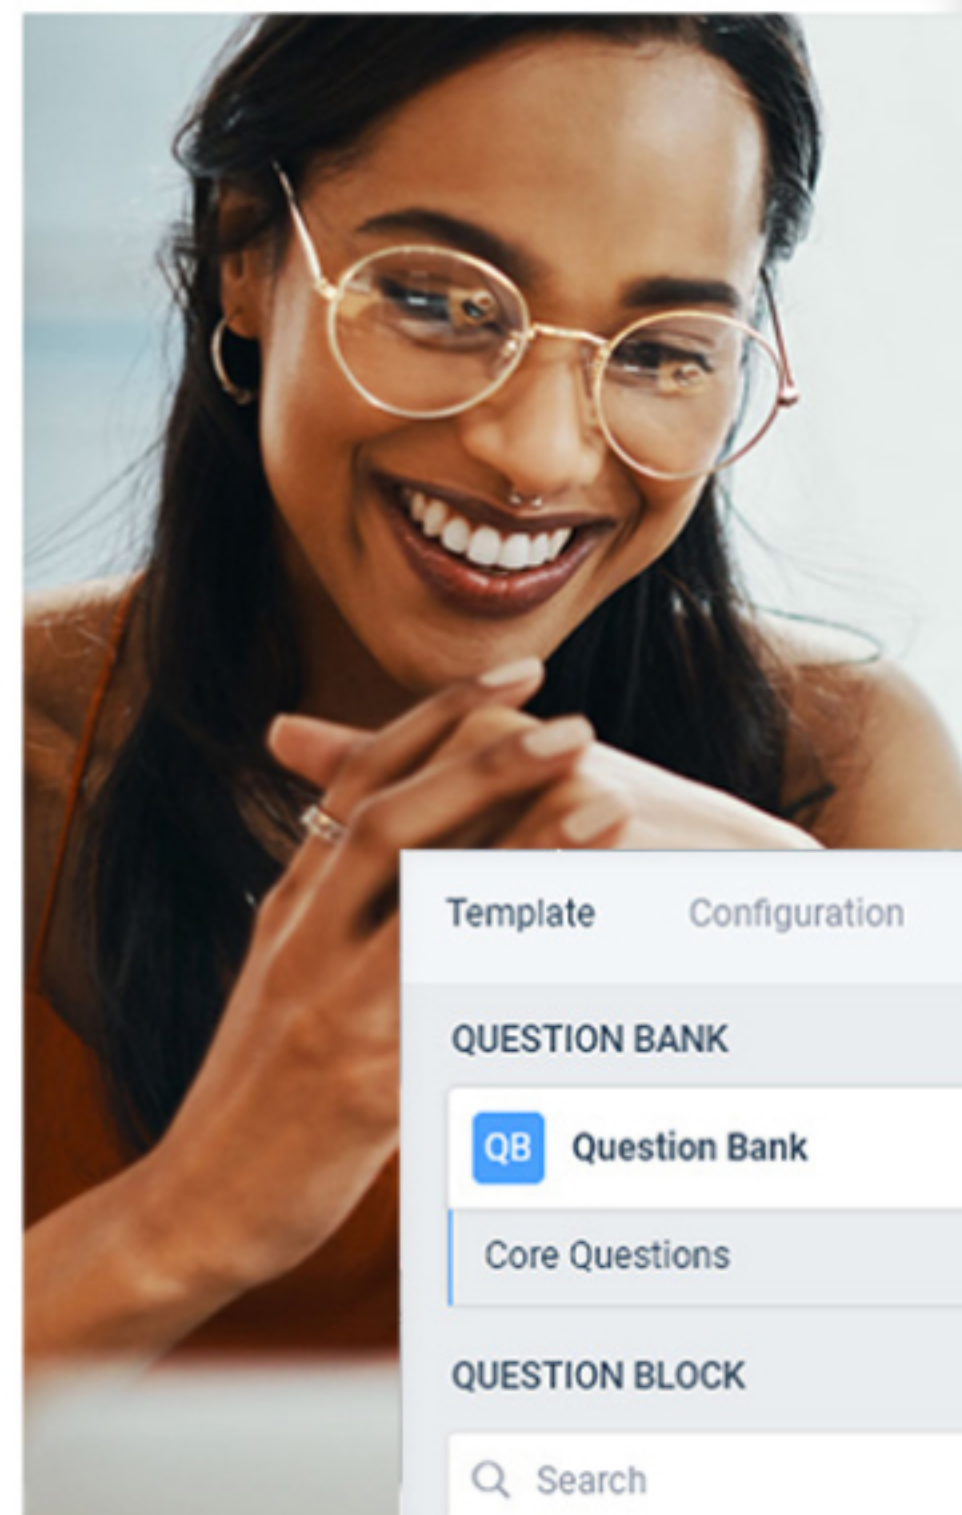 Template Configuration
QUESTION BANK
QB Question Bank
Core Questions
QUESTION BLOCK
Search